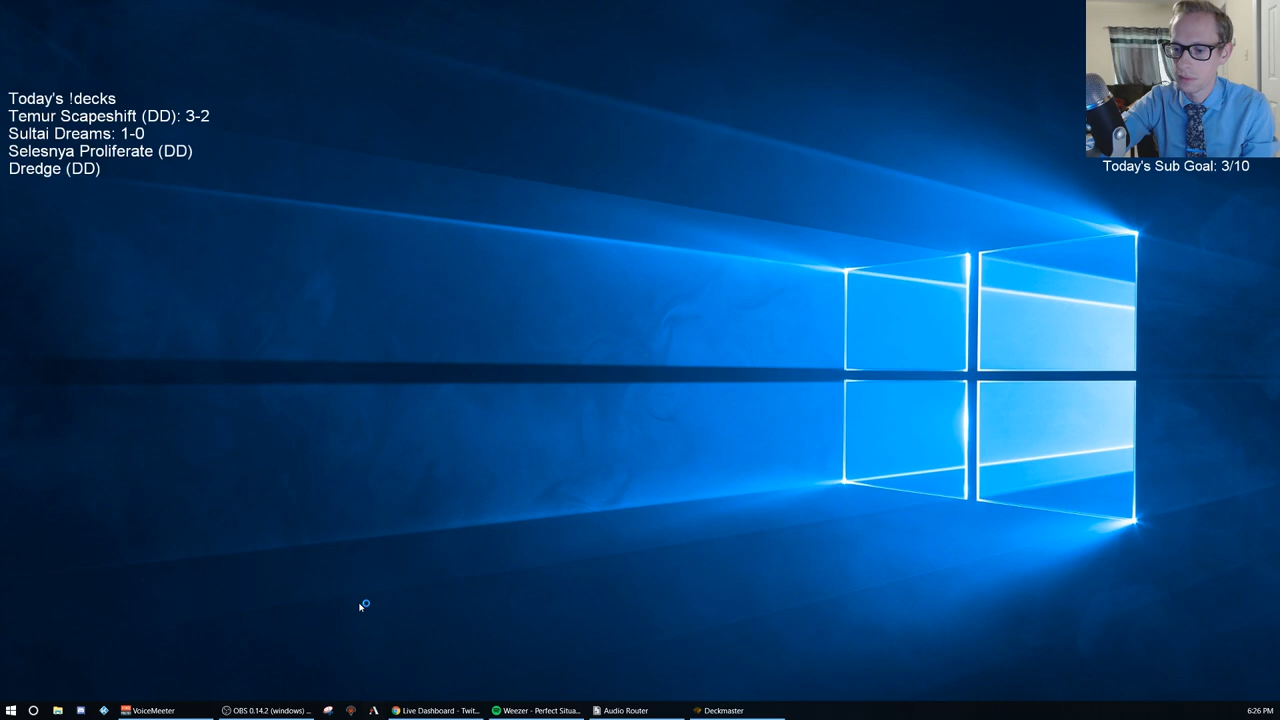 Today's !decks
Temur Scapeshift (DD): 3-2
Sultai Dreams: 1-0
Selesnya Proliferate (DD)
Dredge (DD)
Today's Sub Goal: 3/10
VoiceMeeter
OBS 0.14.2 (windows) ...
Live Dashboard - Twit...
Weezer - Perfect Situa...
Audio Router
Deckmaster
6:26 PM